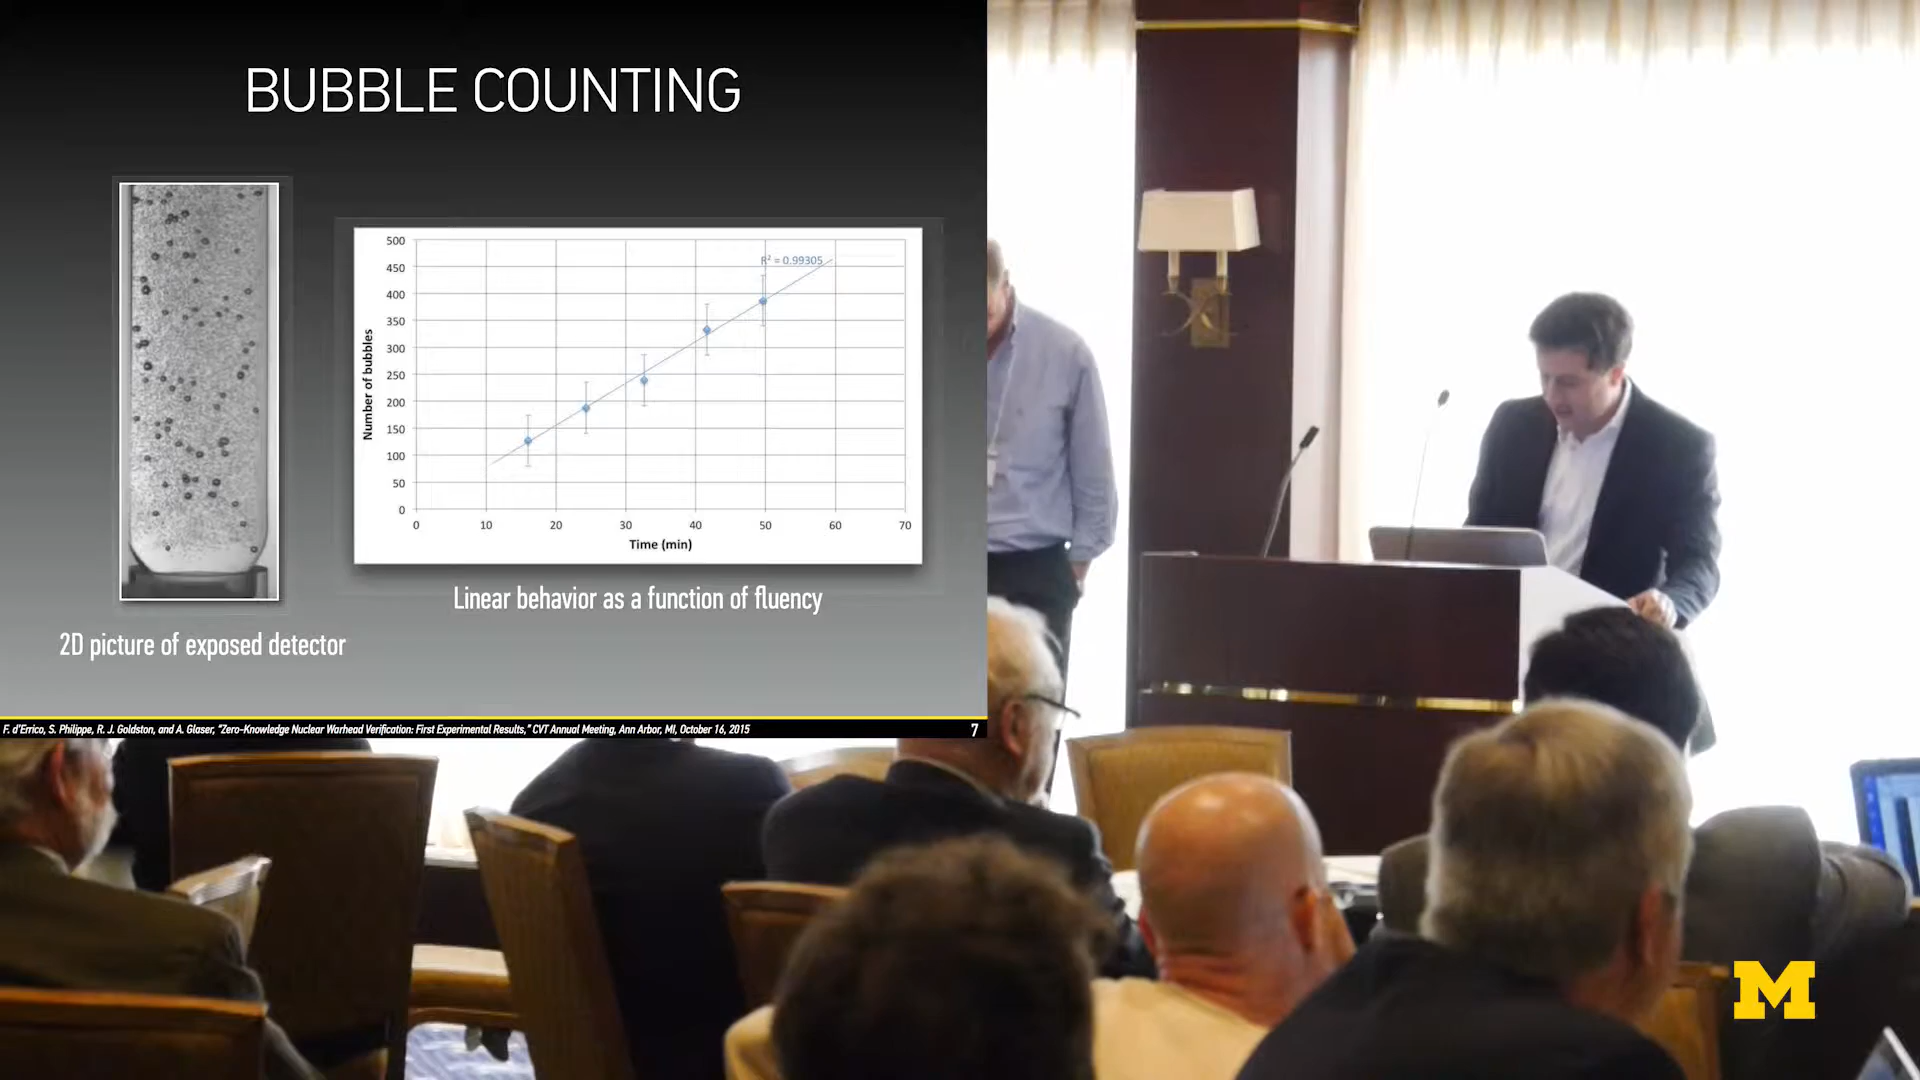 BUBBLE COUNTING
500
450
400
350
300
250
200
150
100
50
0
Number of bubbles
R² = 0.99305
0 10 20 30 40 50 60 70
Time (min)
Linear behavior as a function of fluency
2D picture of exposed detector
F. d'Errico, S. Philippe, R. J. Goldston, and A. Glaser, "Zero-Knowledge Nuclear Warhead Verification: First Experimental Results," CVT Annual Meeting, Ann Arbor, MI, October 16, 2015
7
M